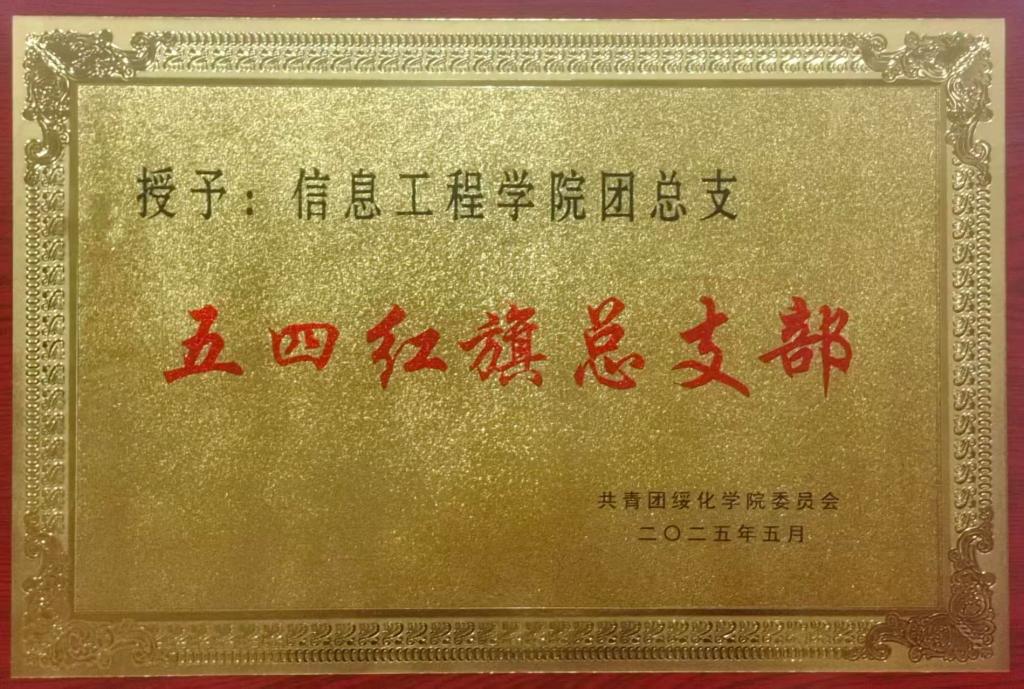 授予：信息工程学院团总支
五四红旗总支部
共青团绥化学院委员会
二〇二五年五月